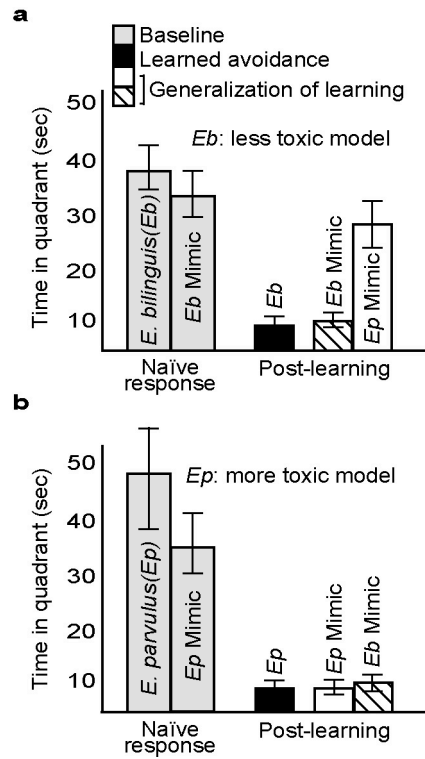 a
Baseline
Learned avoidance
Generalization of learning
Time in quadrant (sec)
50
40
30
20
10
Eb: less toxic model
E. bilinguis(Eb)
Eb Mimic
Eb
Eb Mimic
Ep Mimic
Naïve
response
Post-learning
b
Time in quadrant (sec)
50
40
30
20
10
Ep: more toxic model
E. parvulus(Ep)
Ep Mimic
Ep
Ep Mimic
Eb Mimic
Naïve
response
Post-learning